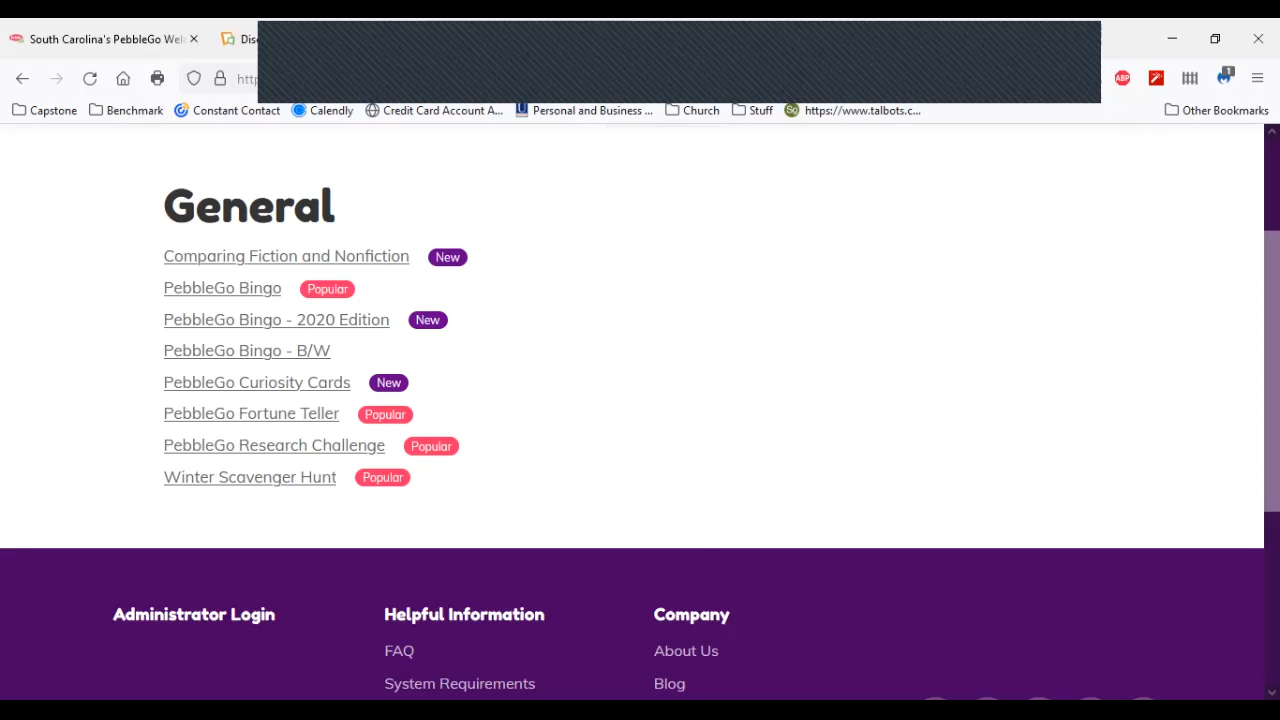 South Carolina's PebbleGo Wel
Dis
http
1
Capstone
Benchmark
Constant Contact
Calendly
Credit Card Account A...
Personal and Business ...
Church
Stuff
https://www.talbots.c...
Other Bookmarks
General
Comparing Fiction and Nonfiction New
PebbleGo Bingo Popular
PebbleGo Bingo - 2020 Edition New
PebbleGo Bingo - B/W
PebbleGo Curiosity Cards New
PebbleGo Fortune Teller Popular
PebbleGo Research Challenge Popular
Winter Scavenger Hunt Popular
Administrator Login
Helpful Information
FAQ
System Requirements
Company
About Us
Blog